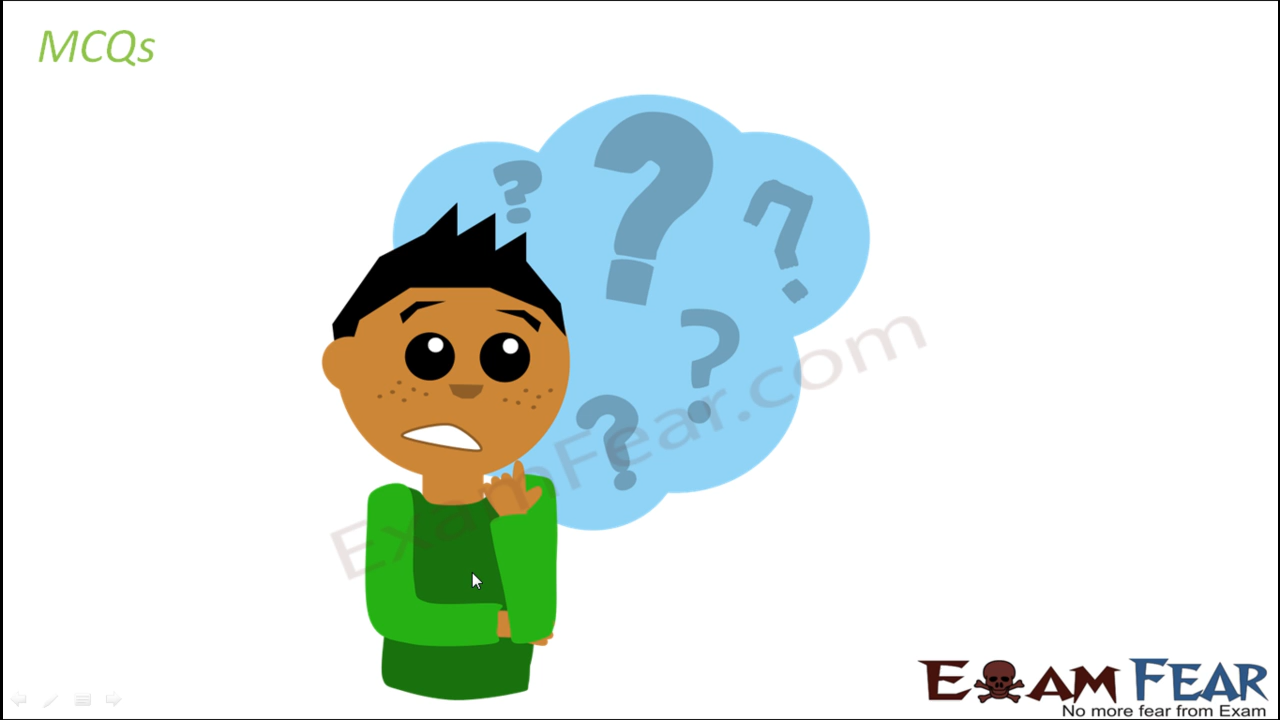 MCQs
? ? ? ? ?
ExamFear.com
EXAM FEAR
No more fear from Exam